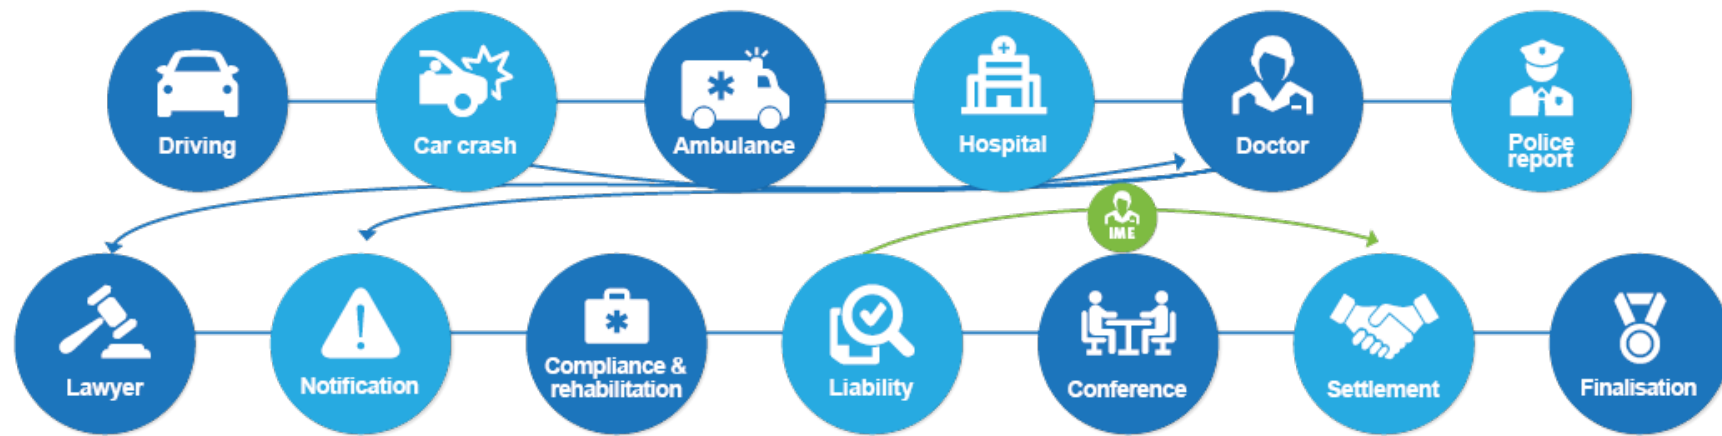 Driving
Car crash
Ambulance
Hospital
Doctor
Police
report
IME
Lawyer
Notification
Compliance &
rehabilitation
Liability
Conference
Settlement
Finalisation